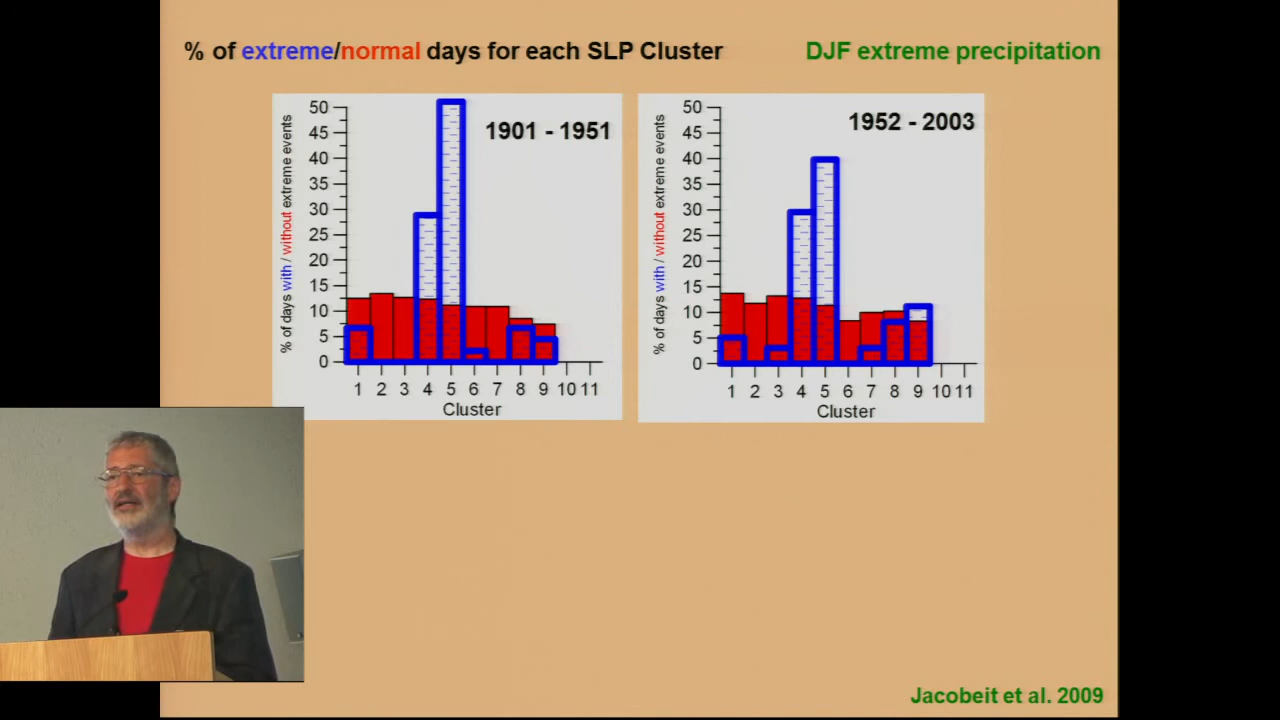 % of extreme/normal days for each SLP Cluster
DJF extreme precipitation
% of days with / without extreme events
50
45
40
35
30
25
20
15
10
5
0
1901 - 1951
1 2 3 4 5 6 7 8 9 10 11
Cluster
% of days with / without extreme events
50
45
40
35
30
25
20
15
10
5
0
1952 - 2003
1 2 3 4 5 6 7 8 9 10 11
Cluster
Jacobeit et al. 2009